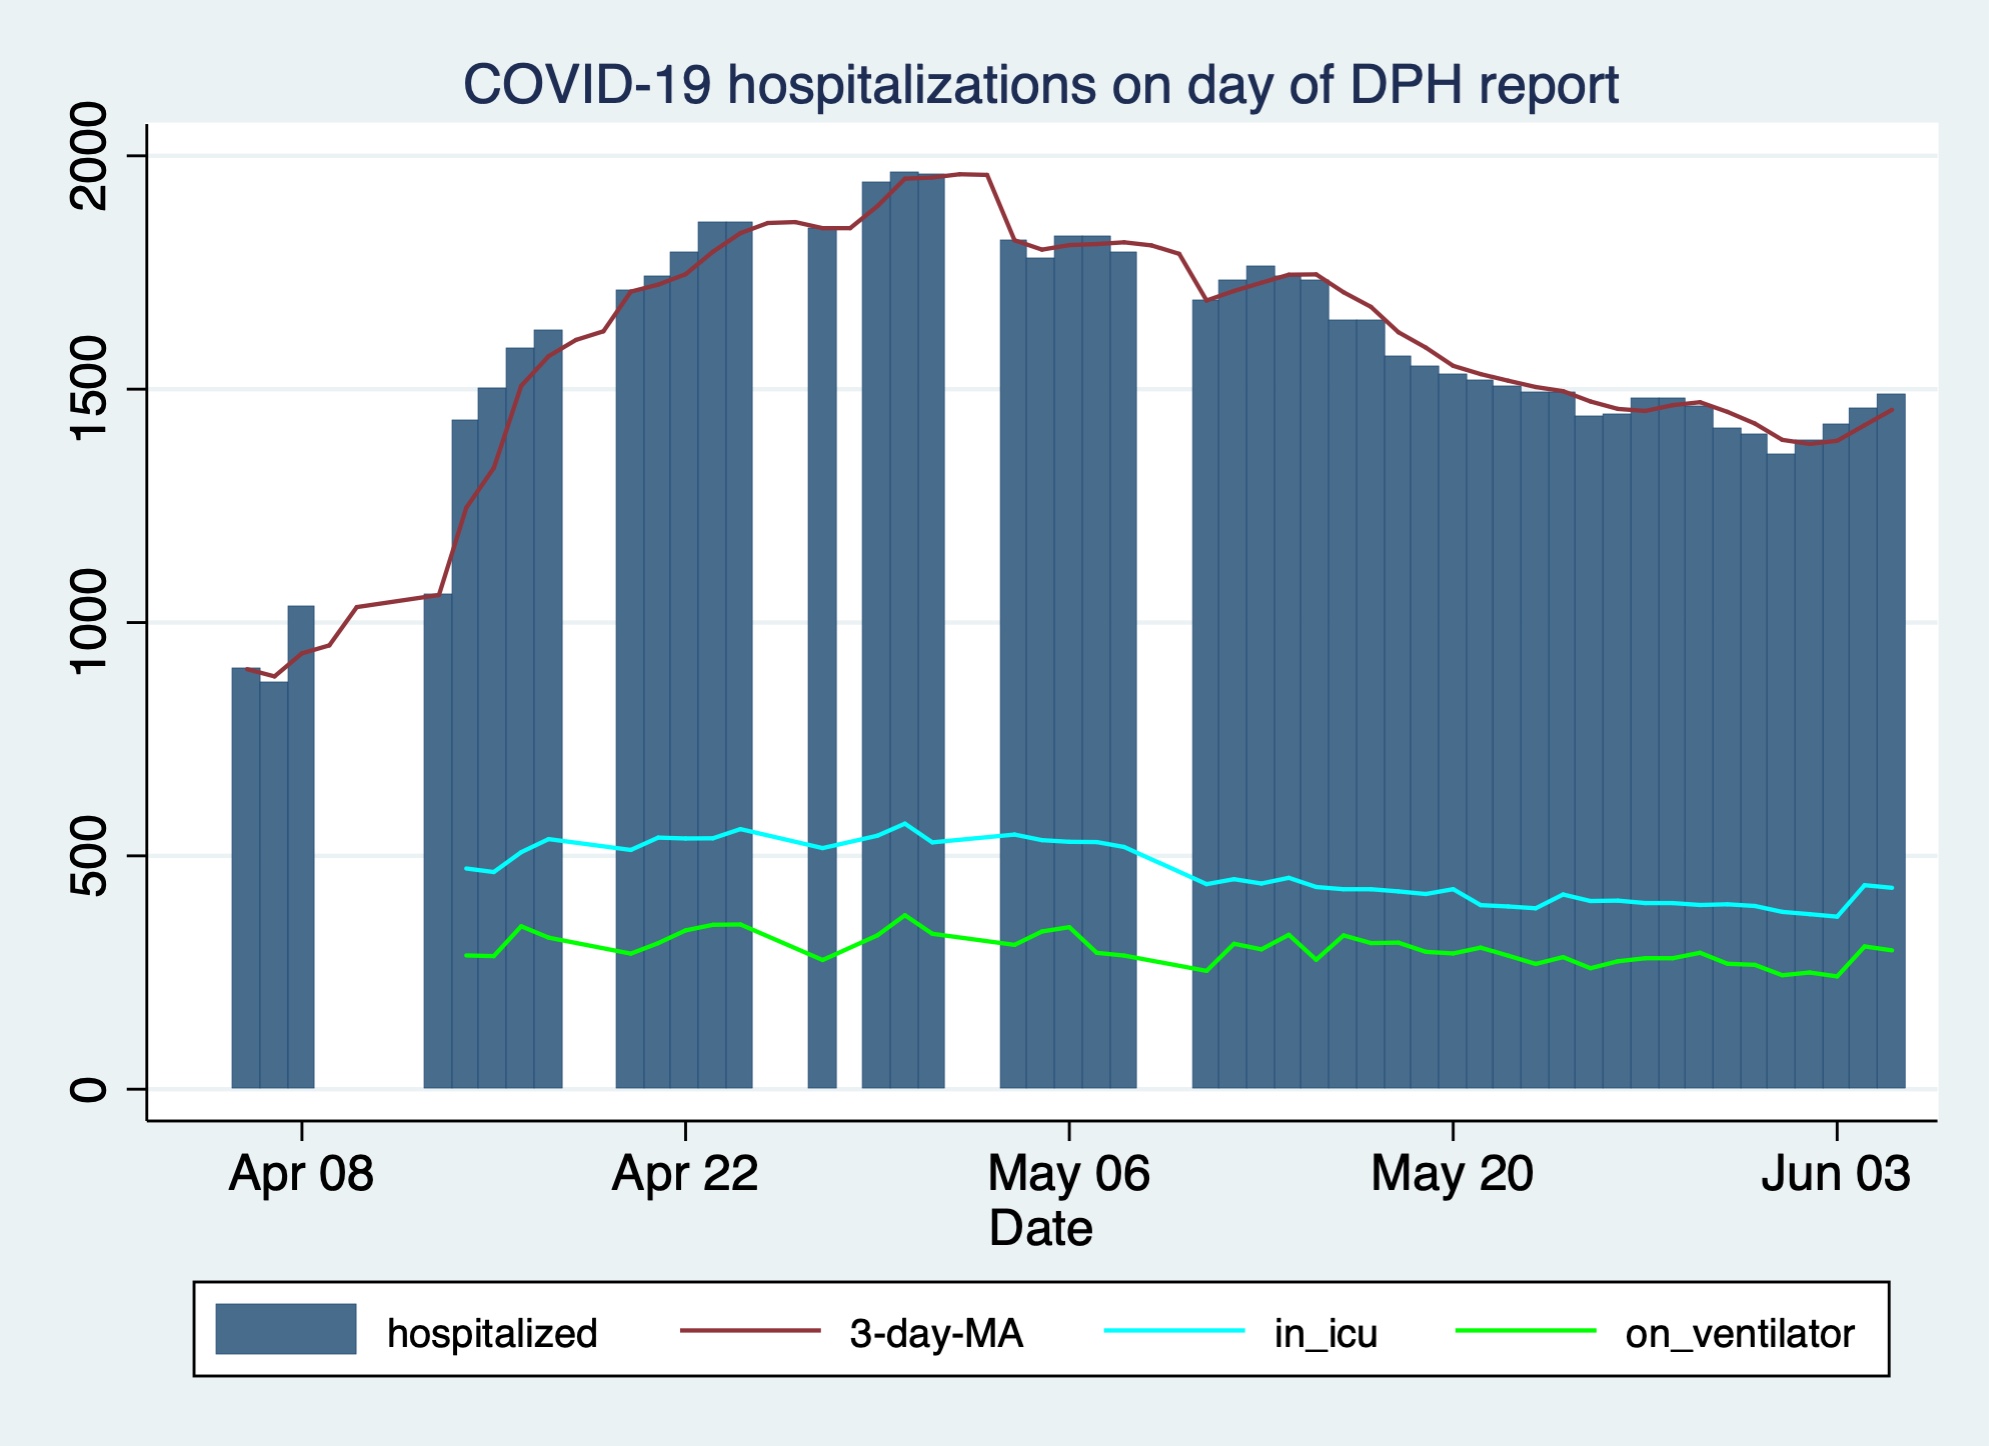 COVID-19 hospitalizations on day of DPH report
2000
1500
1000
500
0
Apr 08 Apr 22 May 06 May 20 Jun 03
Date
hospitalized 3-day-MA in_icu on_ventilator